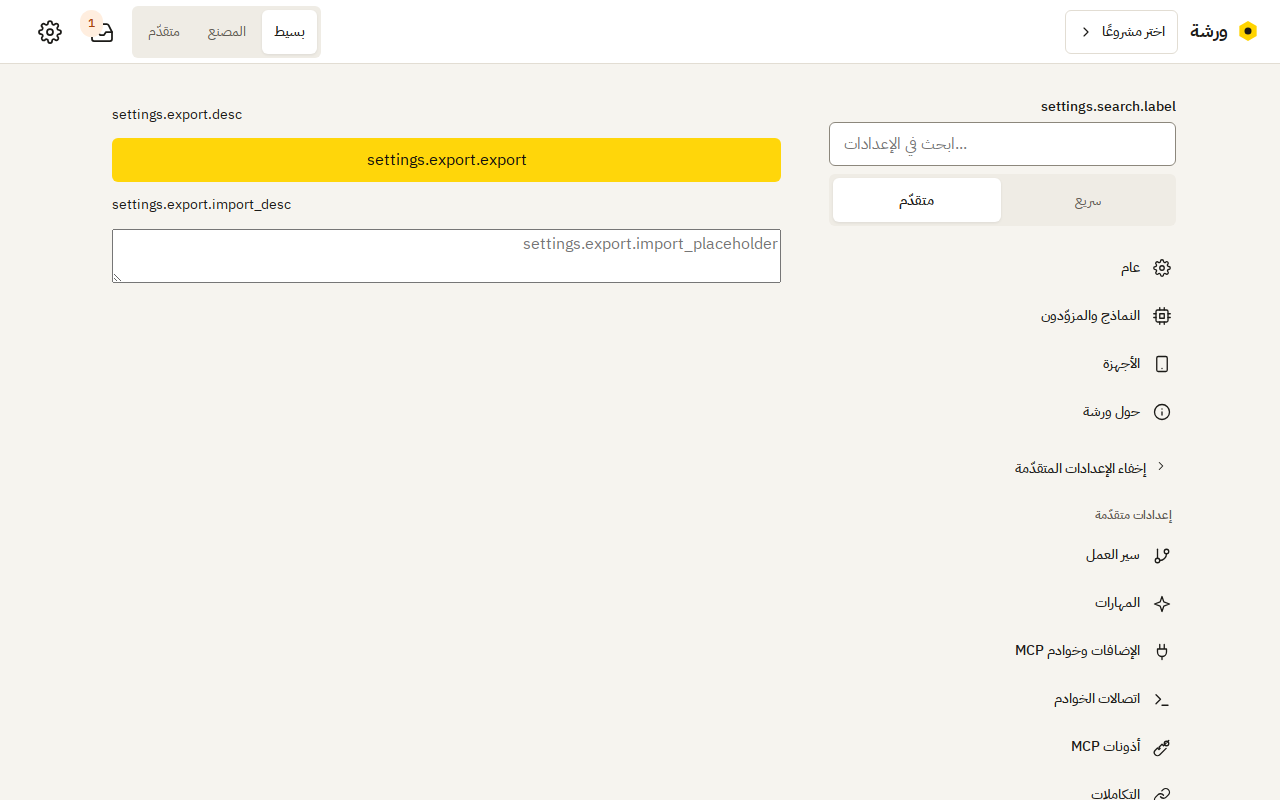 ورشة
اختر مشروعًا
بسيط
المصنع
متقدّم
1
settings.search.label
ابحث في الإعدادات...
سريع
متقدّم
عام
النماذج والمزوّدون
الأجهزة
حول ورشة
إخفاء الإعدادات المتقدّمة
إعدادات متقدّمة
سير العمل
المهارات
الإضافات وخوادم MCP
اتصالات الخوادم
أذونات MCP
التكاملات
settings.export.desc
settings.export.export
settings.export.import_desc
settings.export.import_placeholder